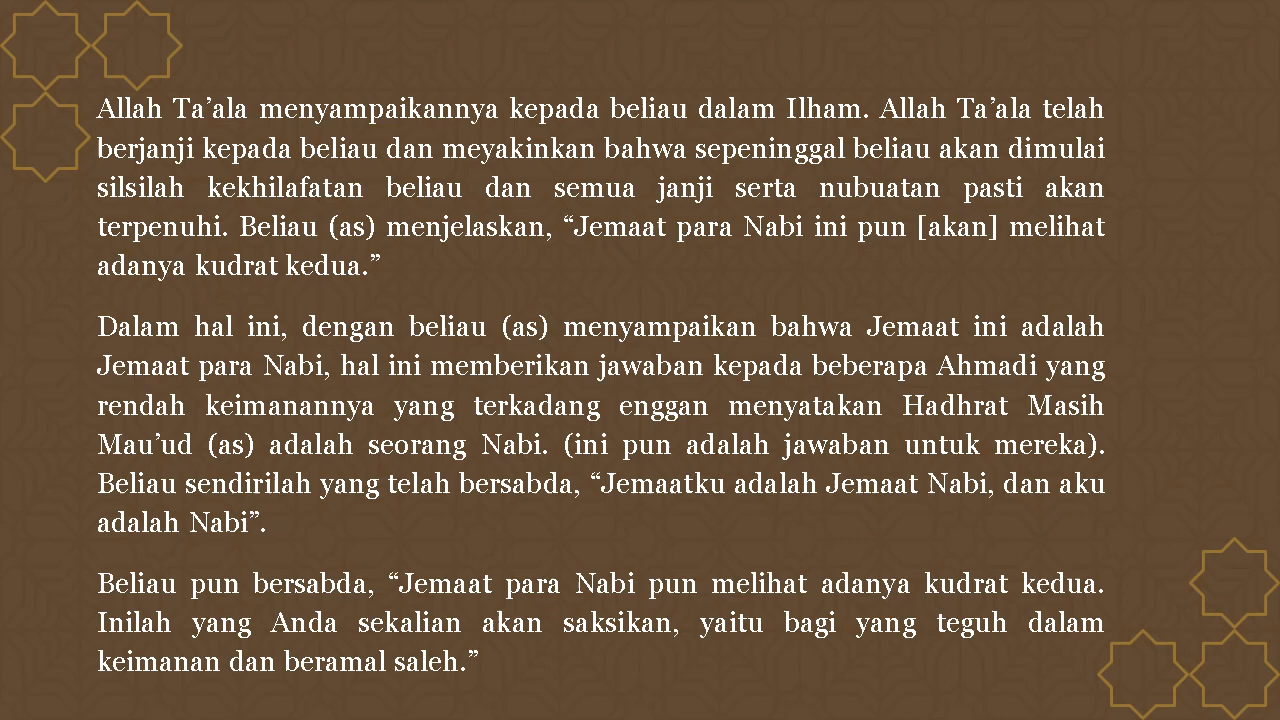 Allah Ta’ala menyampaikannya kepada beliau dalam Ilham. Allah Ta’ala telah
berjanji kepada beliau dan meyakinkan bahwa sepeninggal beliau akan dimulai
silsilah kekhilafatan beliau dan semua janji serta nubuatan pasti akan
terpenuhi. Beliau (as) menjelaskan, “Jemaat para Nabi ini pun [akan] melihat
adanya kudrat kedua.”
Dalam hal ini, dengan beliau (as) menyampaikan bahwa Jemaat ini adalah
Jemaat para Nabi, hal ini memberikan jawaban kepada beberapa Ahmadi yang
rendah keimanannya yang terkadang enggan menyatakan Hadhrat Masih
Mau’ud (as) adalah seorang Nabi. (ini pun adalah jawaban untuk mereka).
Beliau sendirilah yang telah bersabda, “Jemaatku adalah Jemaat Nabi, dan aku
adalah Nabi”.
Beliau pun bersabda, “Jemaat para Nabi pun melihat adanya kudrat kedua.
Inilah yang Anda sekalian akan saksikan, yaitu bagi yang teguh dalam
keimanan dan beramal saleh.”